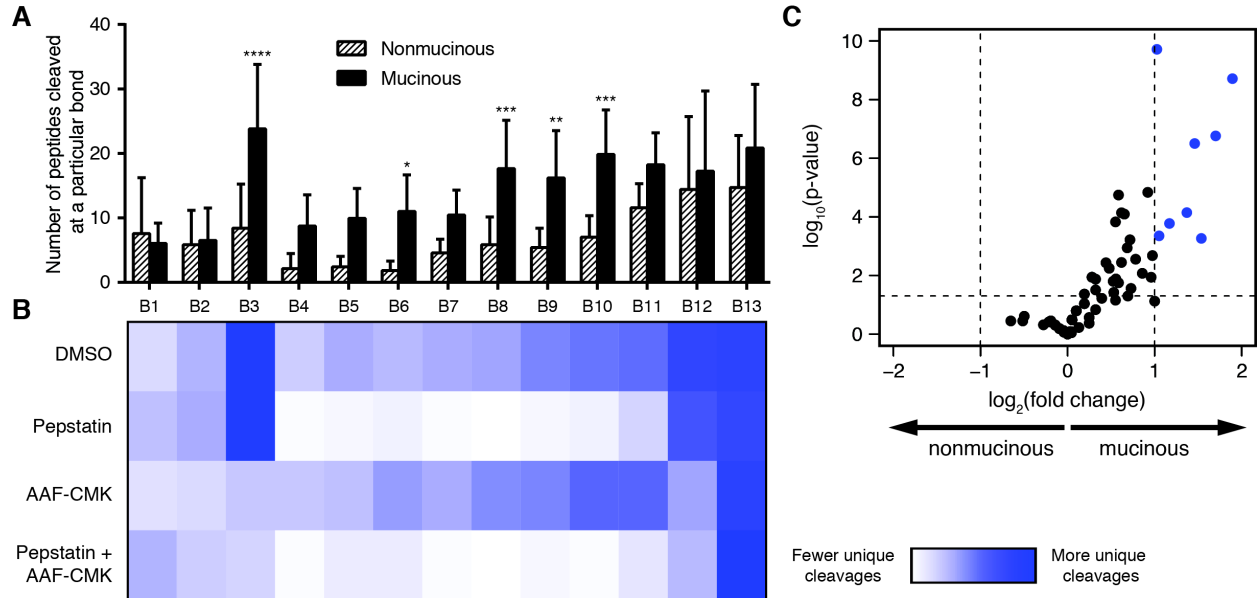 A
Number of peptides cleaved
at a particular bond
40
30
20
10
0
Nonmucinous
Mucinous
****
*
***
**
***
B1 B2 B3 B4 B5 B6 B7 B8 B9 B10 B11 B12 B13
B
DMSO
Pepstatin
AAF-CMK
Pepstatin +
AAF-CMK
C
log10(p-value)
10
8
6
4
2
0
−2 −1 0 1 2
log2(fold change)
nonmucinous mucinous
Fewer unique
cleavages
More unique
cleavages